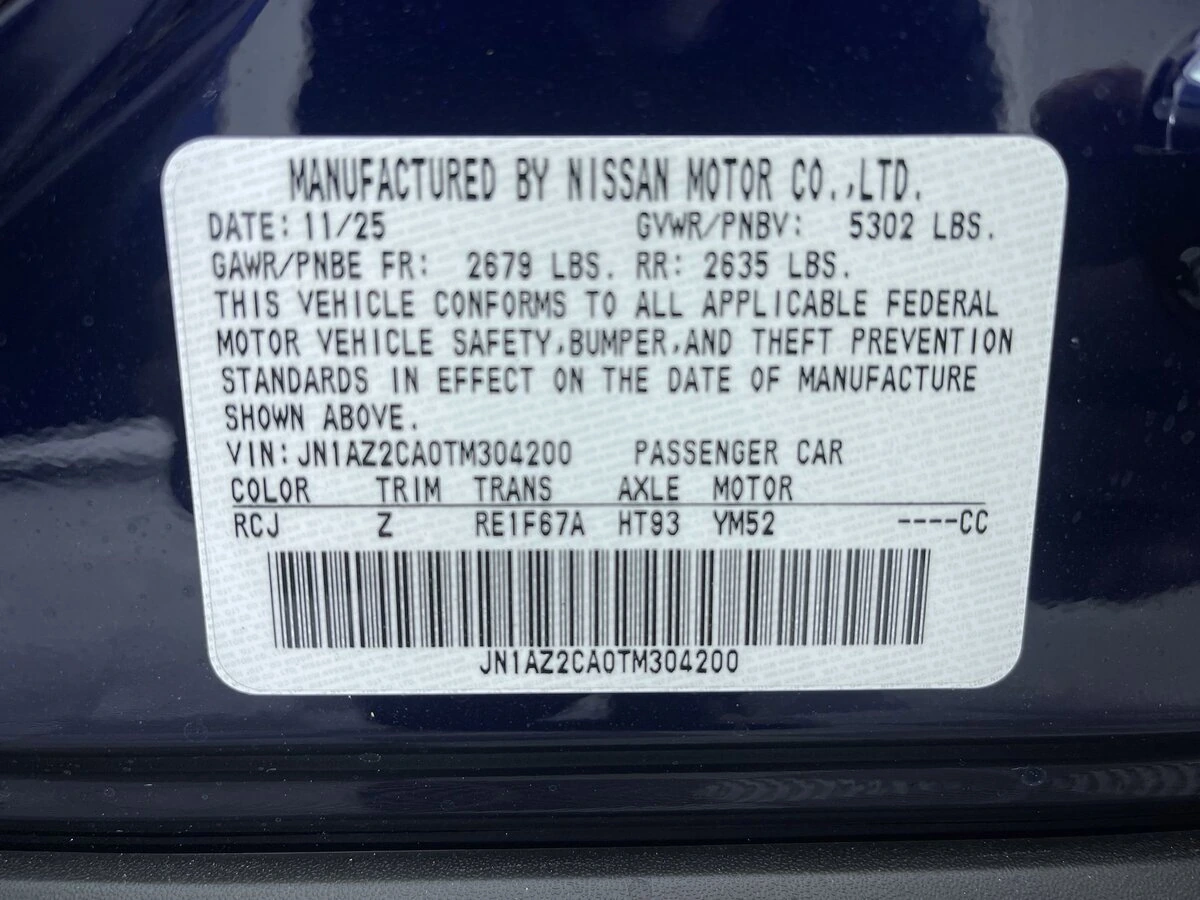 MANUFACTURED BY NISSAN MOTOR CO.,LTD.
DATE: 11/25 GVWR/PNBV: 5302 LBS.
GAWR/PNBE FR: 2679 LBS. RR: 2635 LBS.
THIS VEHICLE CONFORMS TO ALL APPLICABLE FEDERAL
MOTOR VEHICLE SAFETY,BUMPER,AND THEFT PREVENTION
STANDARDS IN EFFECT ON THE DATE OF MANUFACTURE
SHOWN ABOVE.
VIN:JN1AZ2CA0TM304200 PASSENGER CAR
COLOR TRIM TRANS AXLE MOTOR
RCJ Z RE1F67A HT93 YM52 ----CC
JN1AZ2CA0TM304200